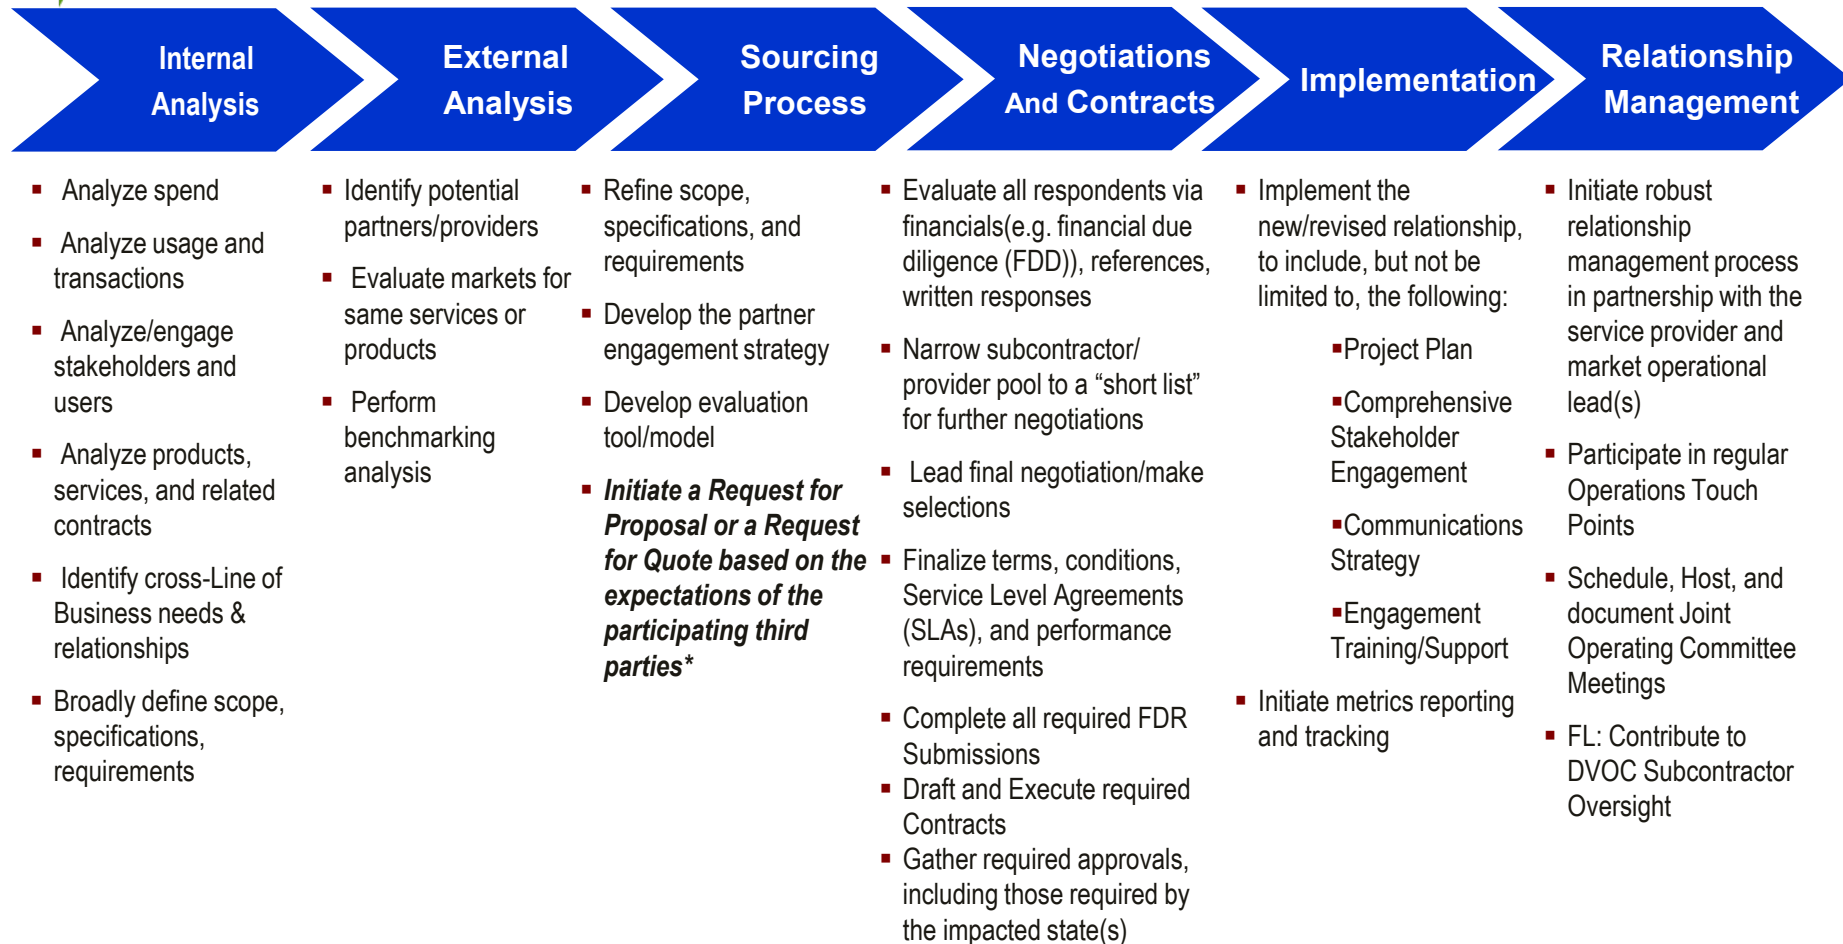 Internal
Analysis
External
Analysis
Sourcing
Process
Negotiations
And Contracts
Implementation
Relationship
Management
▪ Analyze spend
▪ Analyze usage and
transactions
▪ Analyze/engage
stakeholders and
users
▪ Analyze products,
services, and related
contracts
▪ Identify cross-Line of
Business needs &
relationships
▪ Broadly define scope,
specifications,
requirements
▪ Identify potential
partners/providers
▪ Evaluate markets for
same services or
products
▪ Perform
benchmarking
analysis
▪ Refine scope,
specifications, and
requirements
▪ Develop the partner
engagement strategy
▪ Develop evaluation
tool/model
▪ Initiate a Request for
Proposal or a Request
for Quote based on the
expectations of the
participating third
parties*
▪ Evaluate all respondents via
financials(e.g. financial due
diligence (FDD)), references,
written responses
▪ Narrow subcontractor/
provider pool to a “short list”
for further negotiations
▪ Lead final negotiation/make
selections
▪ Finalize terms, conditions,
Service Level Agreements
(SLAs), and performance
requirements
▪ Complete all required FDR
Submissions
▪ Draft and Execute required
Contracts
▪ Gather required approvals,
including those required by
the impacted state(s)
▪ Implement the
new/revised relationship,
to include, but not be
limited to, the following:
▪Project Plan
▪Comprehensive
Stakeholder
Engagement
▪Communications
Strategy
▪Engagement
Training/Support
▪ Initiate metrics reporting
and tracking
▪ Initiate robust
relationship
management process
in partnership with the
service provider and
market operational
lead(s)
▪ Participate in regular
Operations Touch
Points
▪ Schedule, Host, and
document Joint
Operating Committee
Meetings
▪ FL: Contribute to
DVOC Subcontractor
Oversight